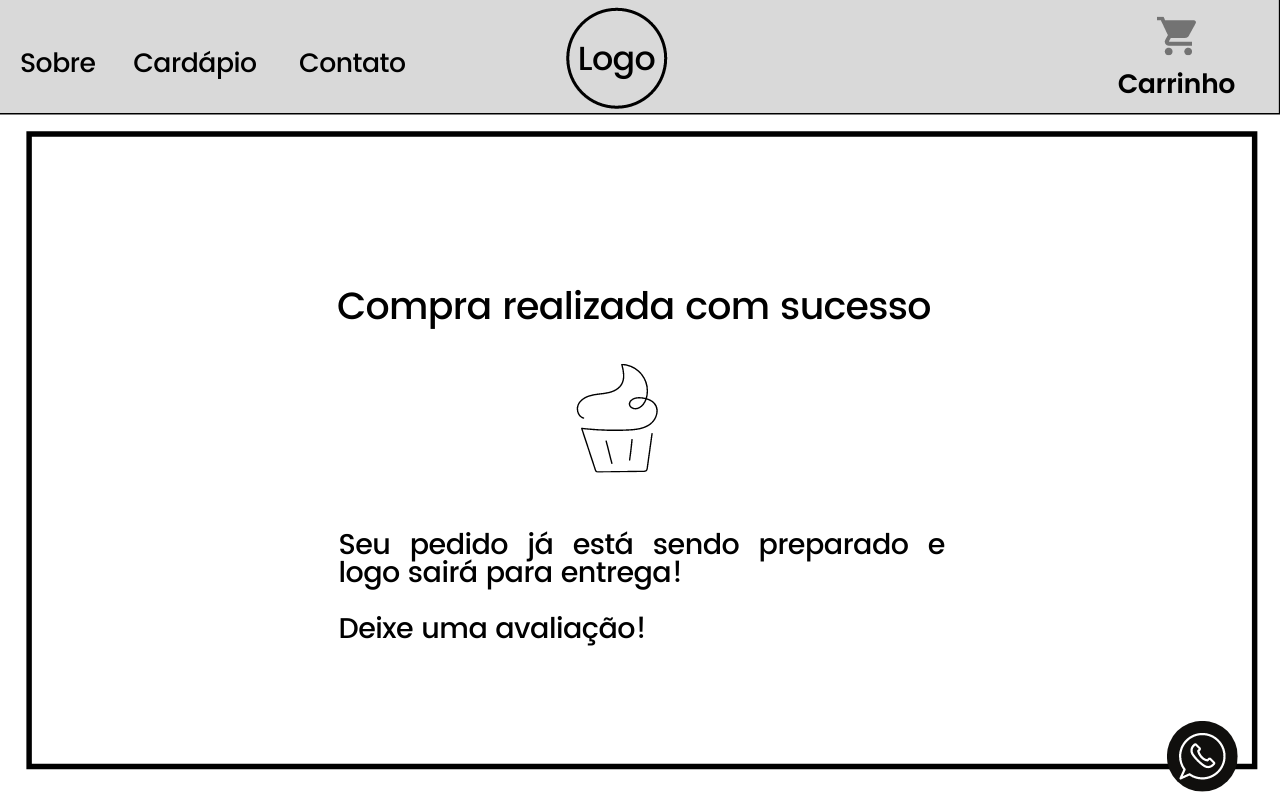 Sobre Cardápio Contato Logo Carrinho
Compra realizada com sucesso
Seu pedido já está sendo preparado e
logo sairá para entrega!
Deixe uma avaliação!